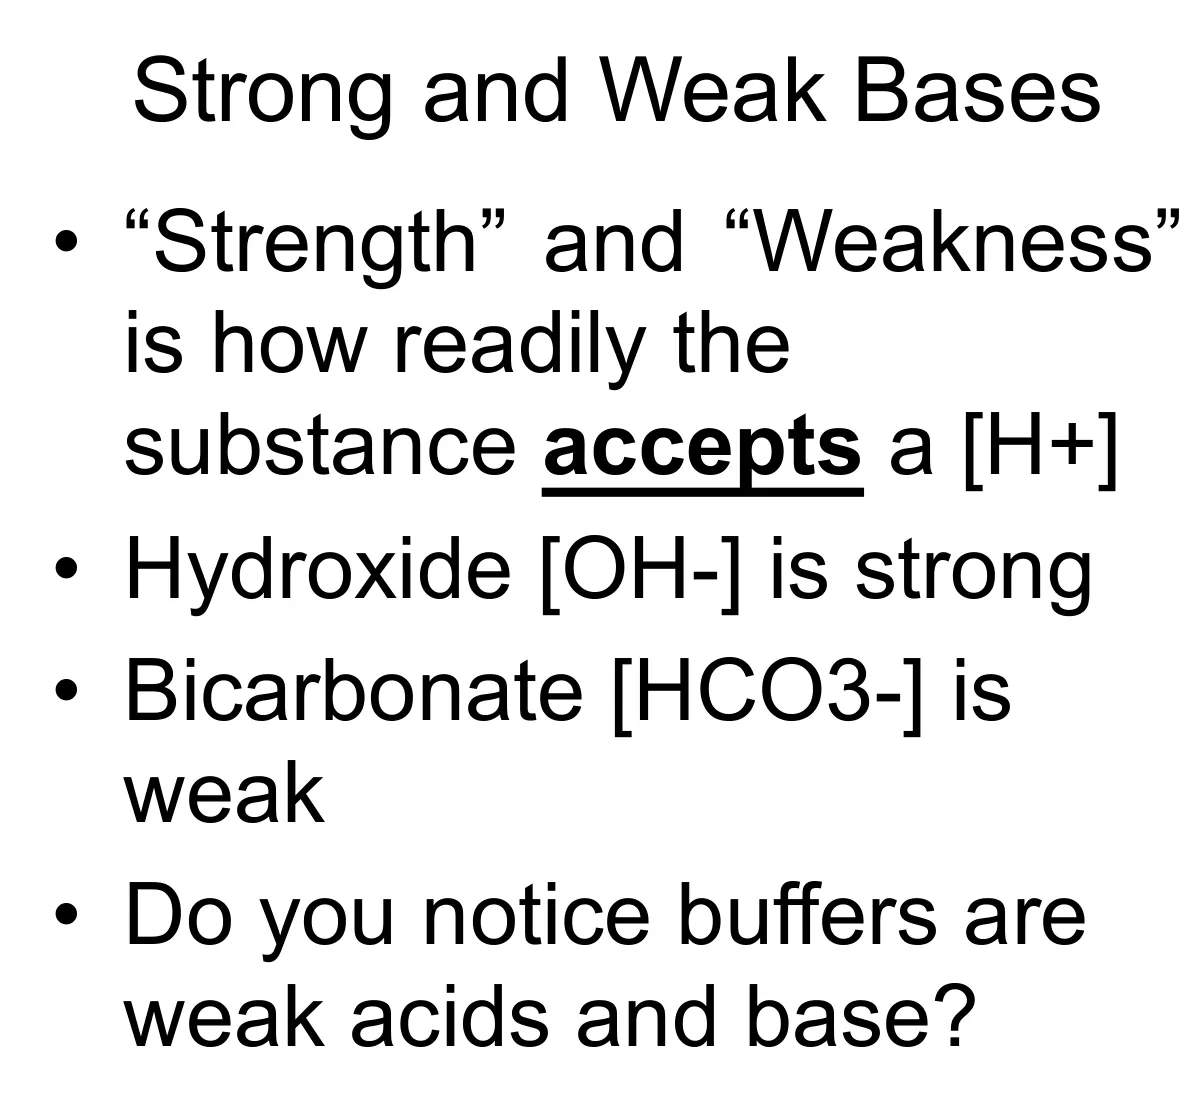 Strong and Weak Bases
• “Strength” and “Weakness”
is how readily the
substance accepts a [H+]
• Hydroxide [OH-] is strong
• Bicarbonate [HCO3-] is
weak
• Do you notice buffers are
weak acids and base?